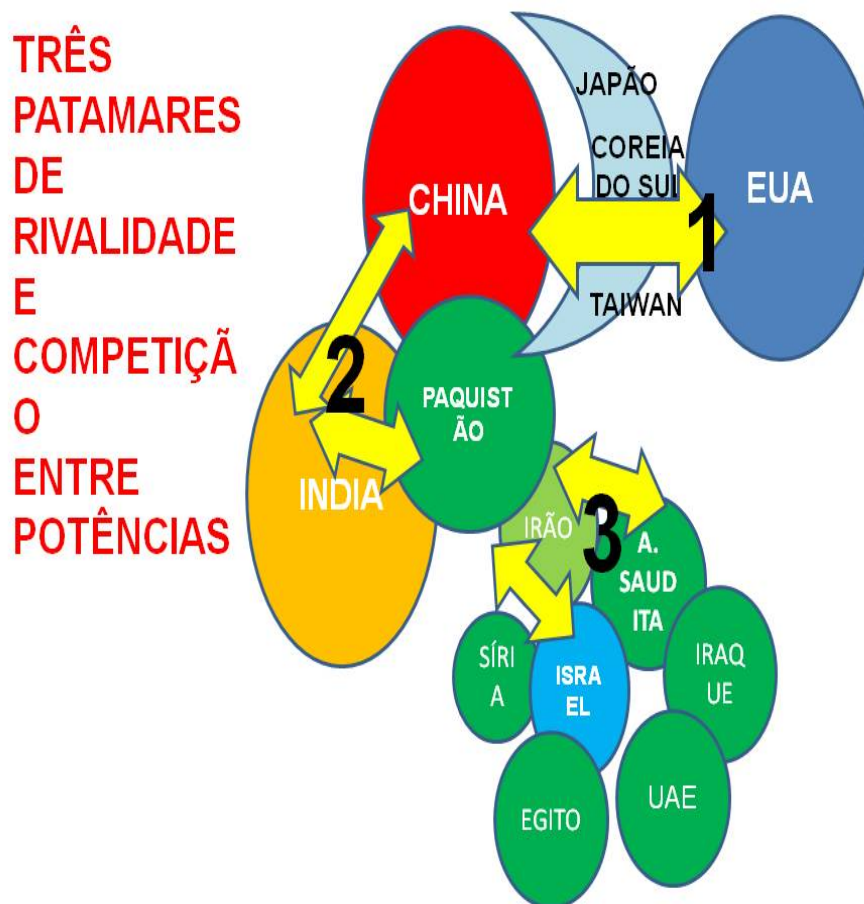 TRÊS
PATAMARES
DE
RIVALIDADE
E
COMPETIÇÃ
O
ENTRE
POTÊNCIAS
JAPÃO
COREIA
DO SUL
TAIWAN
CHINA
EUA
1
2
PAQUIST
ÃO
INDIA
IRÃO
3
A.
SAUD
ITA
SÍRI
A
ISRA
EL
IRAQ
UE
EGITO
UAE